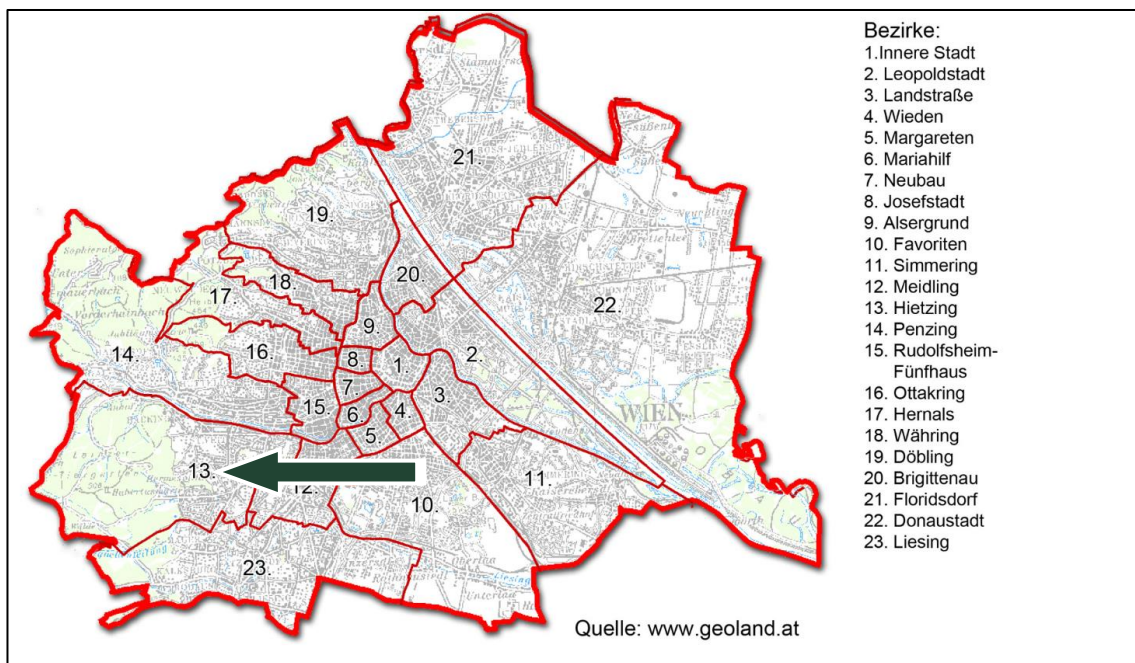 Bezirke:
1.Innere Stadt
2. Leopoldstadt
3. Landstraße
4. Wieden
5. Margareten
6. Mariahilf
7. Neubau
8. Josefstadt
9. Alsergrund
10. Favoriten
11. Simmering
12. Meidling
13. Hietzing
14. Penzing
15. Rudolfsheim-
Fünfhaus
16. Ottakring
17. Hernals
18. Währing
19. Döbling
20. Brigittenau
21. Floridsdorf
22. Donaustadt
23. Liesing
21.
19.
20.
18.
17.
22.
9.
14.
16.
8.
1.
2.
7.
15.
3.
6.
4.
WIEN
5.
13.
11.
12.
10.
23.
Liesing
Quelle: www.geoland.at